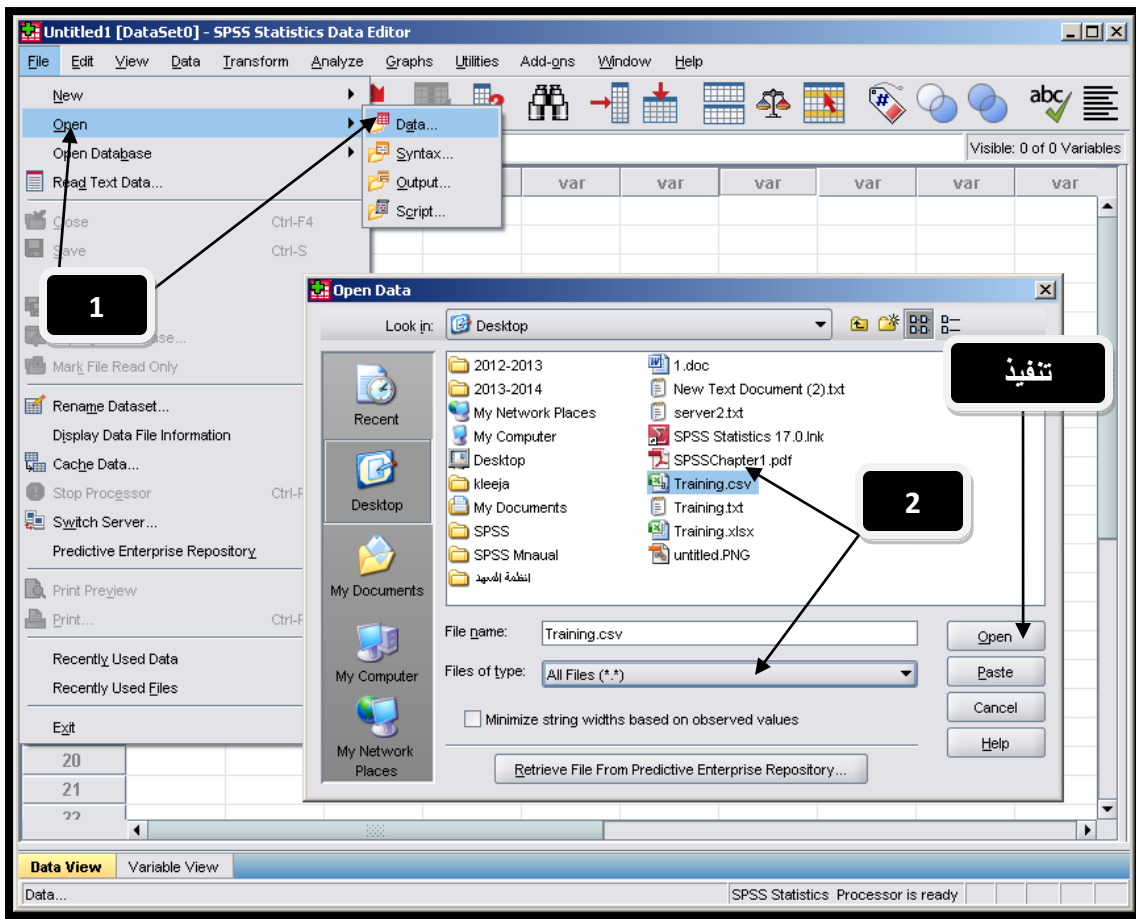 Untitled1 [DataSet0] - SPSS Statistics Data Editor
File Edit View Data Transform Analyze Graphs Utilities Add-ons Window Help
New
Open
Open Database
Read Text Data...
Close Ctrl-F4
Save Ctrl-S
Mark File Read Only
Rename Dataset...
Display Data File Information
Cache Data...
Stop Processor
Switch Server...
Predictive Enterprise Repository
Print Preview
Print...
Recently Used Data
Recently Used Files
Exit
Data...
Syntax...
Output...
Script...
abc
Visible: 0 of 0 Variables
var var var var var var
1
Open Data
Look in: Desktop
تنفيذ
Recent
Desktop
My Documents
My Computer
My Network
Places
2012-2013
2013-2014
My Network Places
My Computer
Desktop
kleeja
My Documents
SPSS
SPSS Mnaual
انظمة المعهد
1.doc
New Text Document (2).txt
server2.txt
SPSS Statistics 17.0.lnk
SPSSChapter1.pdf
Training.csv
Training.txt
Training.xlsx
untitled.PNG
2
File name: Training.csv
Files of type: All Files (*.*)
Minimize string widths based on observed values
Retrieve File From Predictive Enterprise Repository...
Open
Paste
Cancel
Help
20
21
22
Data View Variable View
Data... SPSS Statistics Processor is ready